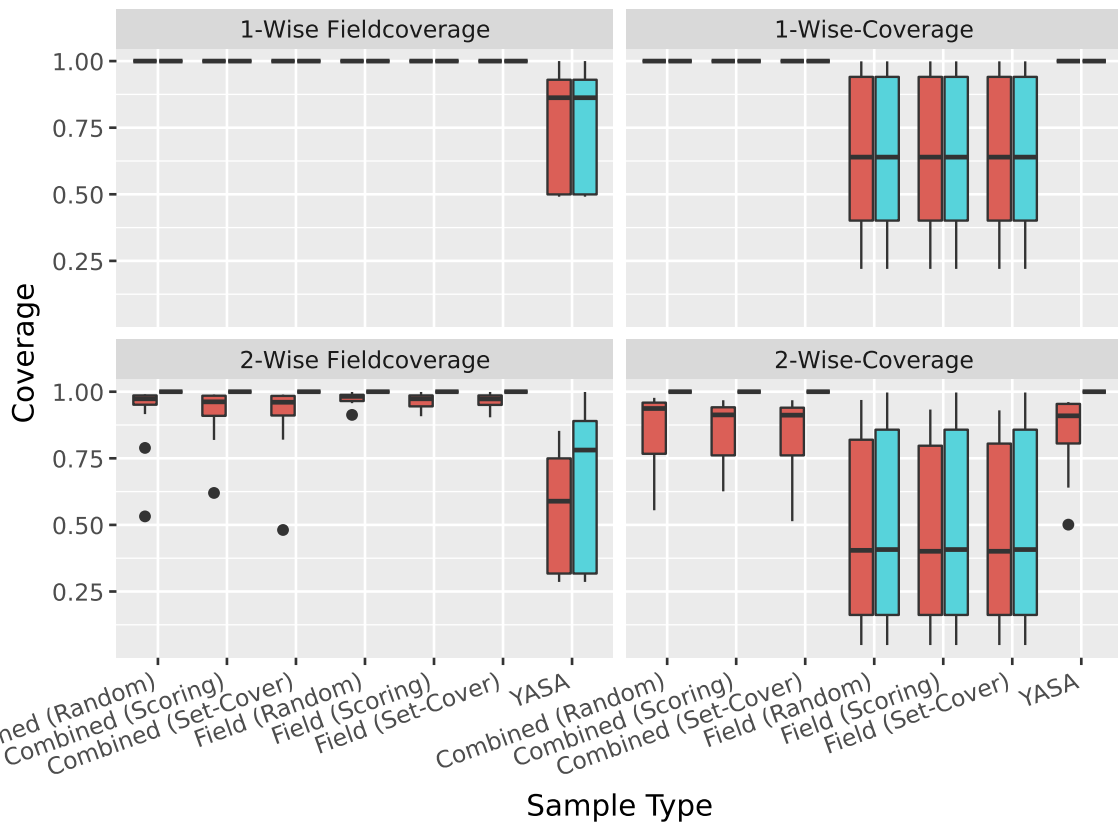 1-Wise Fieldcoverage
1-Wise-Coverage
1.00
0.75
0.50
0.25
2-Wise Fieldcoverage
2-Wise-Coverage
1.00
0.75
0.50
0.25
Coverage
ned (Random)
Combined (Scoring)
Combined (Set-Cover)
Field (Random)
Field (Scoring)
Field (Set-Cover)
YASA
Combined (Random)
Combined (Scoring)
Combined (Set-Cover)
Field (Random)
Field (Scoring)
Field (Set-Cover)
YASA
Sample Type